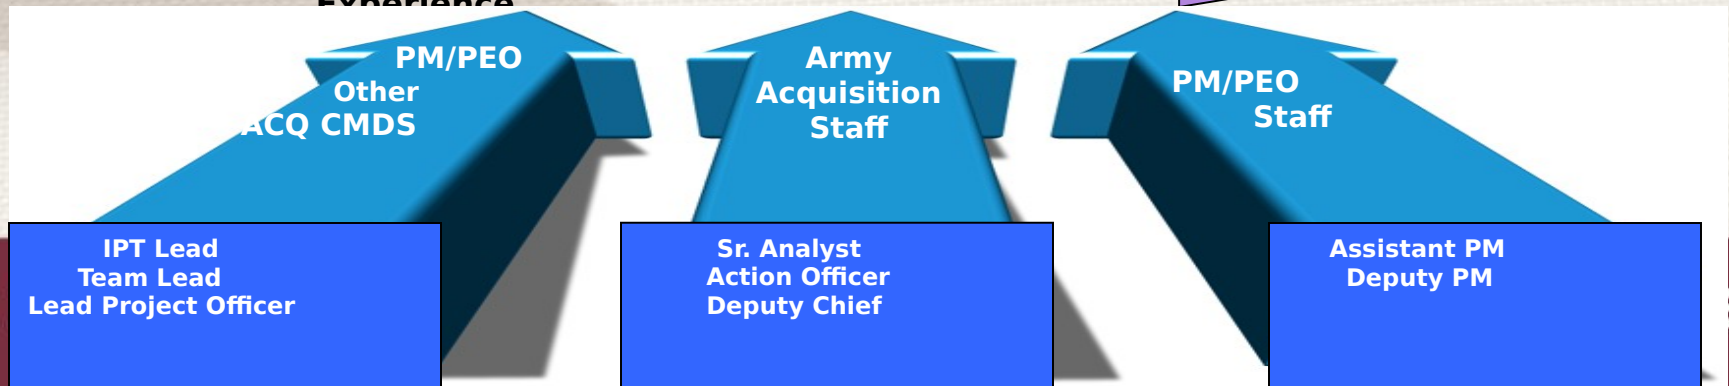 Experience
PM/PEO
Other
ACQ CMDS
Army
Acquisition
Staff
PM/PEO
Staff
IPT Lead
Team Lead
Lead Project Officer
Sr. Analyst
Action Officer
Deputy Chief
Assistant PM
Deputy PM